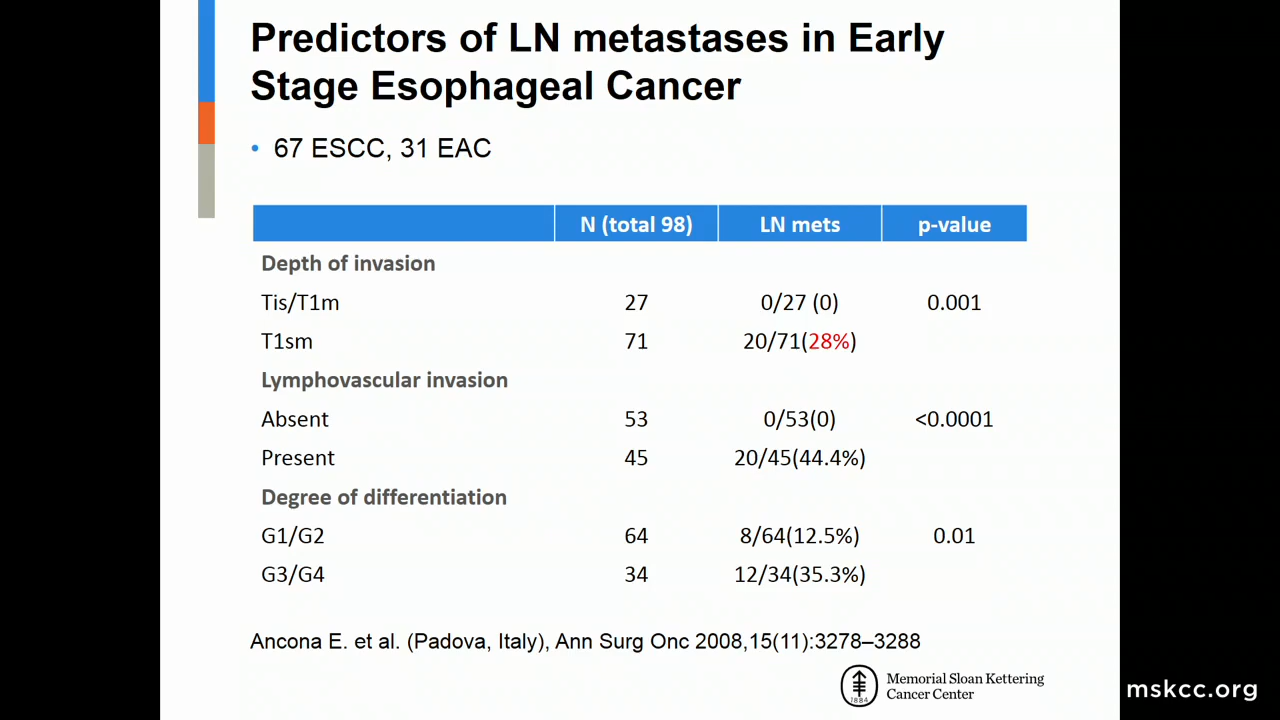 Predictors of LN metastases in Early
Stage Esophageal Cancer
• 67 ESCC, 31 EAC
N (total 98) LN mets p-value
Depth of invasion
Tis/T1m 27 0/27 (0) 0.001
T1sm 71 20/71(28%)
Lymphovascular invasion
Absent 53 0/53(0) <0.0001
Present 45 20/45(44.4%)
Degree of differentiation
G1/G2 64 8/64(12.5%) 0.01
G3/G4 34 12/34(35.3%)
Ancona E. et al. (Padova, Italy), Ann Surg Onc 2008,15(11):3278–3288
1884
Memorial Sloan Kettering
Cancer Center
mskcc.org